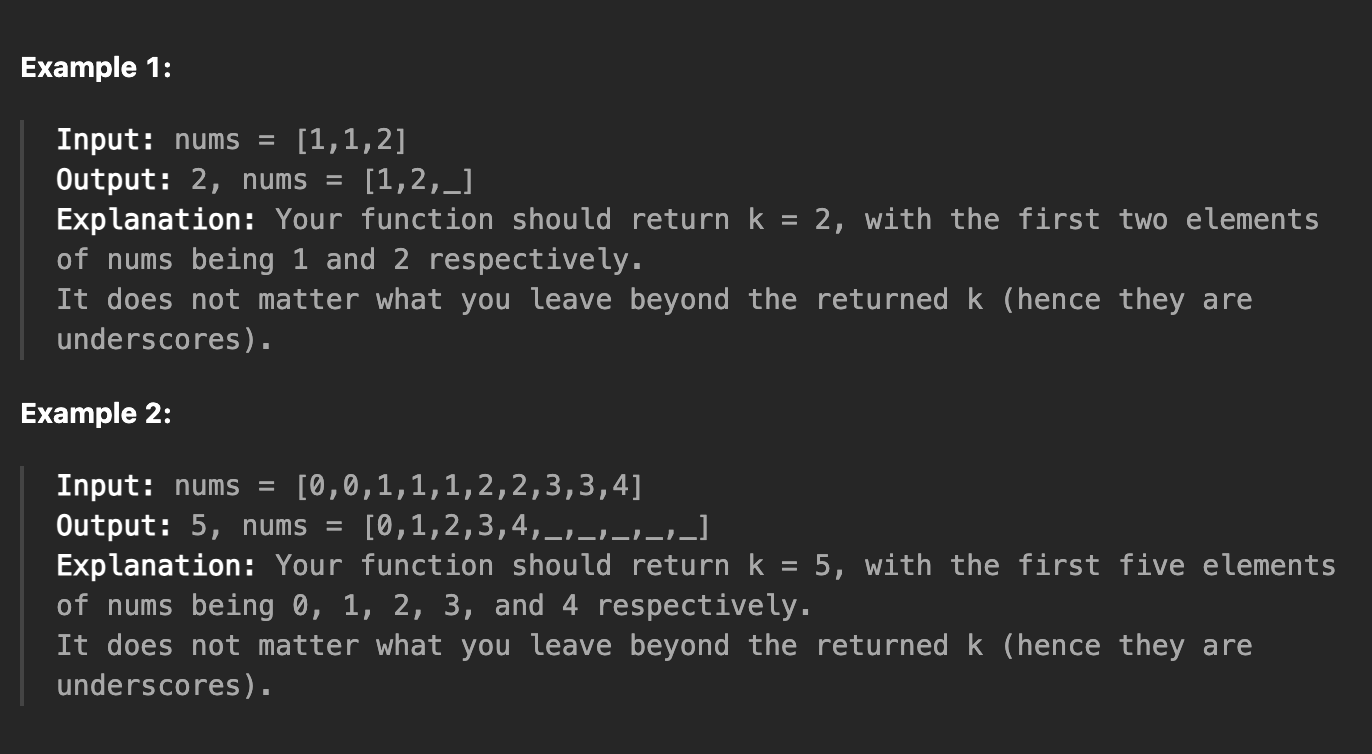 Example 1:
Input: nums = [1,1,2]
Output: 2, nums = [1,2,_]
Explanation: Your function should return k = 2, with the first two elements
of nums being 1 and 2 respectively.
It does not matter what you leave beyond the returned k (hence they are
underscores).
Example 2:
Input: nums = [0,0,1,1,1,2,2,3,3,4]
Output: 5, nums = [0,1,2,3,4,_,_,_,_,_]
Explanation: Your function should return k = 5, with the first five elements
of nums being 0, 1, 2, 3, and 4 respectively.
It does not matter what you leave beyond the returned k (hence they are
underscores).